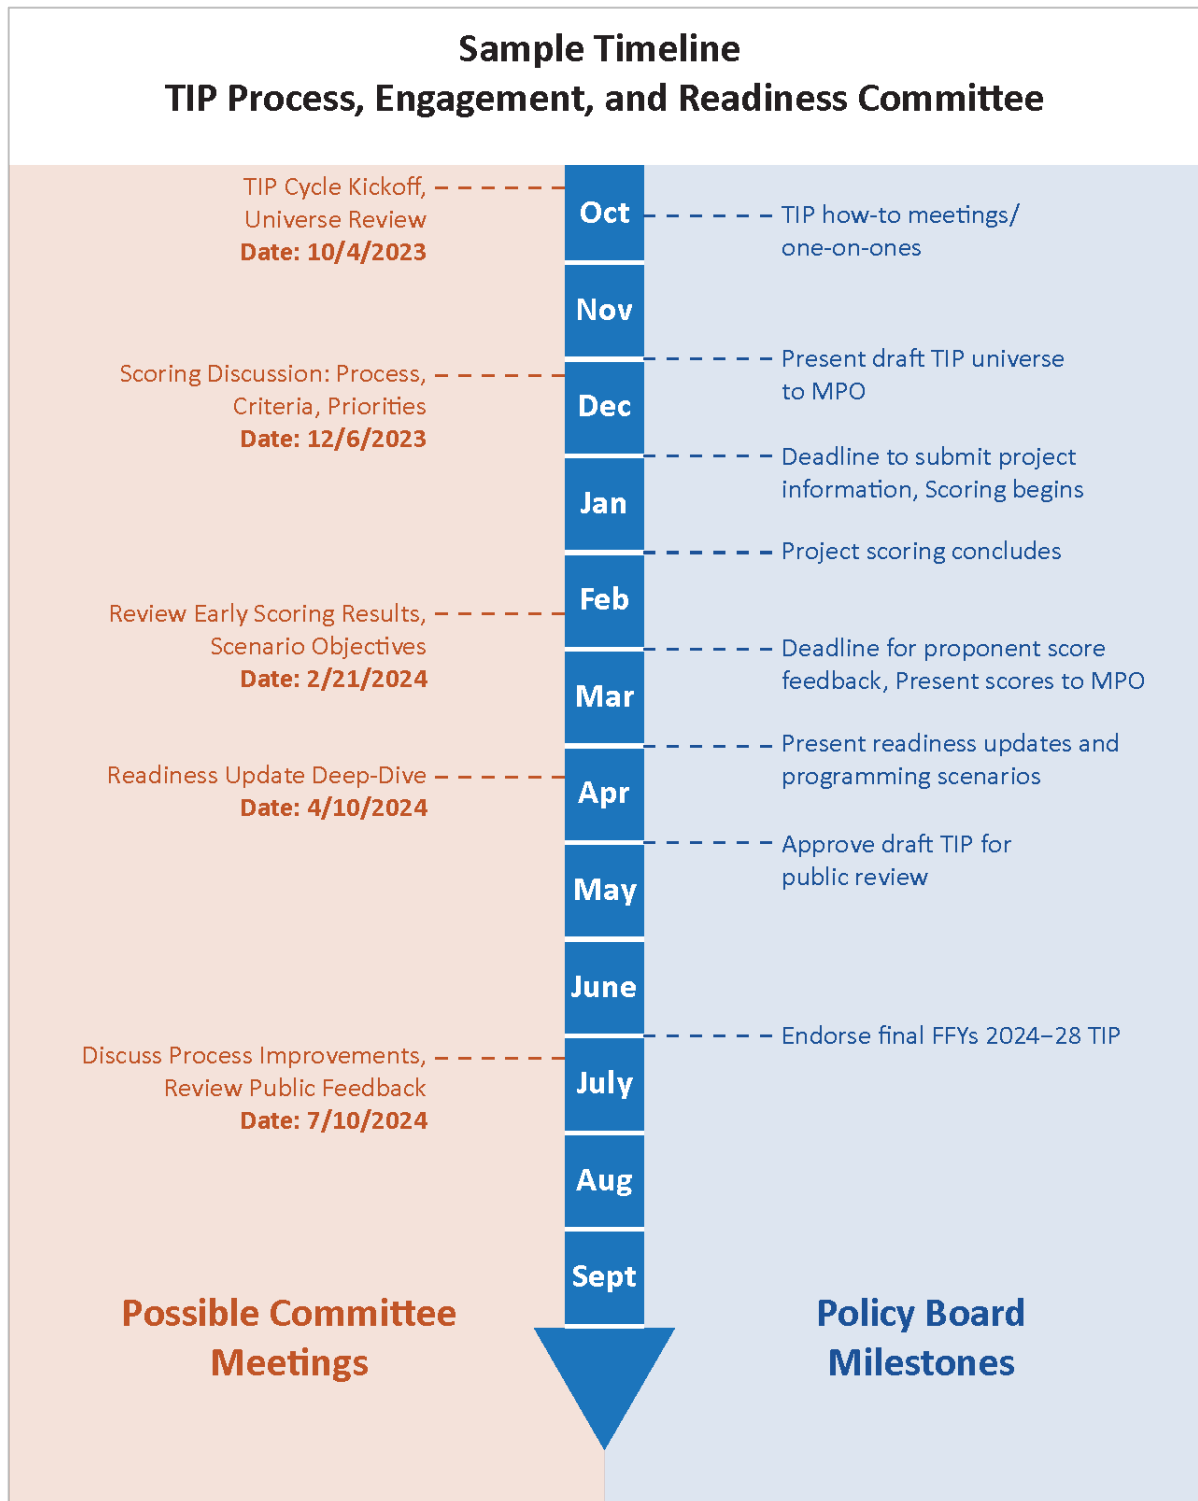 Sample Timeline
TIP Process, Engagement, and Readiness Committee
TIP Cycle Kickoff,
Universe Review
Date: 10/4/2023
Scoring Discussion: Process,
Criteria, Priorities
Date: 12/6/2023
Review Early Scoring Results,
Scenario Objectives
Date: 2/21/2024
Readiness Update Deep-Dive
Date: 4/10/2024
Discuss Process Improvements,
Review Public Feedback
Date: 7/10/2024
Possible Committee
Meetings
Oct
Nov
Dec
Jan
Feb
Mar
Apr
May
June
July
Aug
Sept
TIP how-to meetings/
one-on-ones
Present draft TIP universe
to MPO
Deadline to submit project
information, Scoring begins
Project scoring concludes
Deadline for proponent score
feedback, Present scores to MPO
Present readiness updates and
programming scenarios
Approve draft TIP for
public review
Endorse final FFYs 2024–28 TIP
Policy Board
Milestones